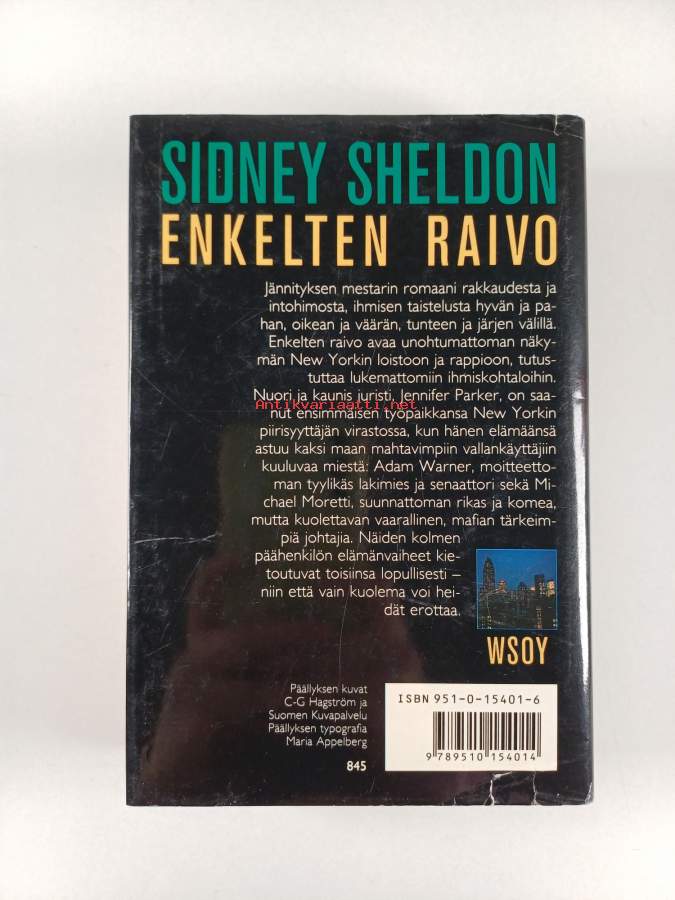 SIDNEY SHELDON
ENKELTEN RAIVO
Jännityksen mestarin romaani rakkaudesta ja
intohimosta, ihmisen taistelusta hyvän ja pa-
han, oikean ja väärän, tunteen ja järjen välillä.
Enkelten raivo avaa unohtumattoman näky-
män New Yorkin loistoon ja rappioon, tutus-
tuttaa lukemattomiin ihmiskohtaloihin.
Nuori ja kaunis juristi, Jennifer Parker, on saa-
Antikvariaatti.net
nut ensimmäisen työpaikkansa New Yorkin
piirisyyttäjän virastossa, kun hänen elämäänsä
astuu kaksi maan mahtavimpiin vallankäyttäjiin
kuuluvaa miestä: Adam Warner, moitteetto-
man tyylikäs lakimies ja senaattori sekä Mi-
chael Moretti, suunnattoman rikas ja komea,
mutta kuolettavan vaarallinen, mafian tärkeim-
piä johtajia. Näiden kolmen
päähenkilön elämänvaiheet kie-
toutuvat toisiinsa lopullisesti –
niin että vain kuolema voi hei-
dät erottaa.
WSOY
Päällyksen kuvat
C-G Hagström ja
Suomen Kuvapalvelu
Päällyksen typografia
Maria Appelberg
845
ISBN 951-0-15401-6
9 789510 154014